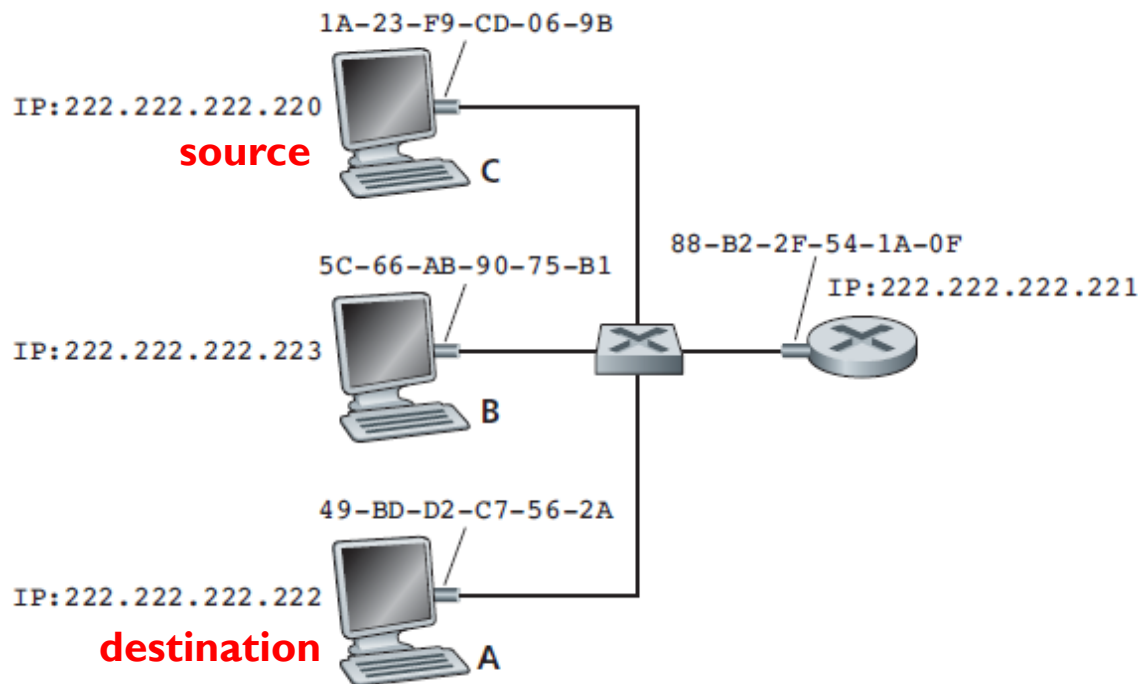 1A-23-F9-CD-06-9B
IP:222.222.222.220
source
C
88-B2-2F-54-1A-0F
IP:222.222.222.221
5C-66-AB-90-75-B1
IP:222.222.222.223
B
49-BD-D2-C7-56-2A
IP:222.222.222.222
destination
A